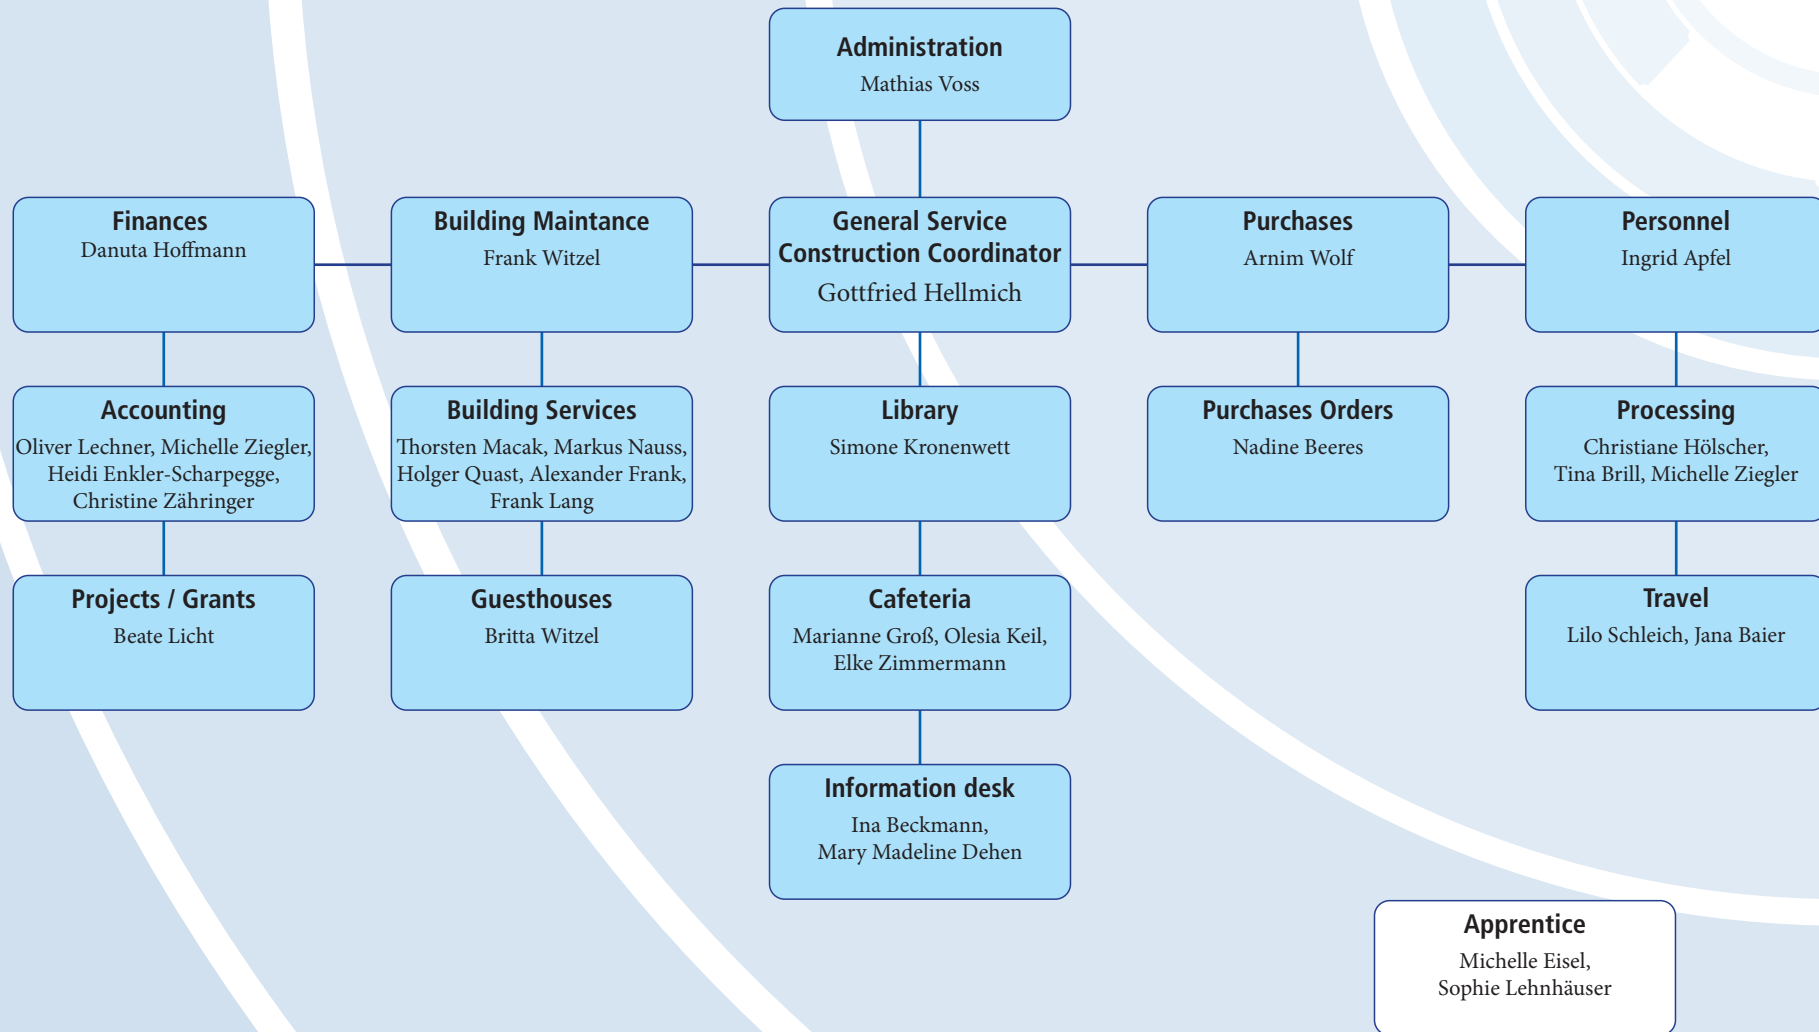 Administration
Mathias Voss
Finances
Danuta Hoffmann
Building Maintance
Frank Witzel
General Service
Construction Coordinator
Gottfried Hellmich
Purchases
Arnim Wolf
Personnel
Ingrid Apfel
Accounting
Oliver Lechner, Michelle Ziegler,
Heidi Enkler-Scharpegge,
Christine Zähringer
Building Services
Thorsten Macak, Markus Nauss,
Holger Quast, Alexander Frank,
Frank Lang
Library
Simone Kronenwett
Purchases Orders
Nadine Beeres
Processing
Christiane Hölscher,
Tina Brill, Michelle Ziegler
Projects / Grants
Beate Licht
Guesthouses
Britta Witzel
Cafeteria
Marianne Groß, Olesia Keil,
Elke Zimmermann
Travel
Lilo Schleich, Jana Baier
Information desk
Ina Beckmann,
Mary Madeline Dehen
Apprentice
Michelle Eisel,
Sophie Lehnhäuser